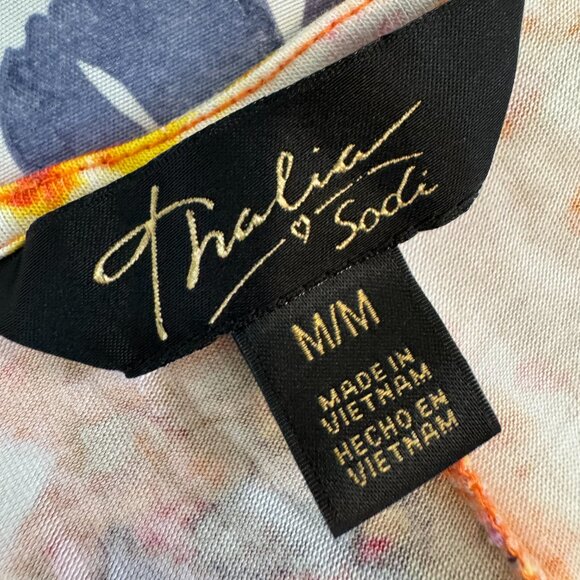 Thalia
Sodi
M/M
MADE IN
VIETNAM
HECHO EN
VIETNAM